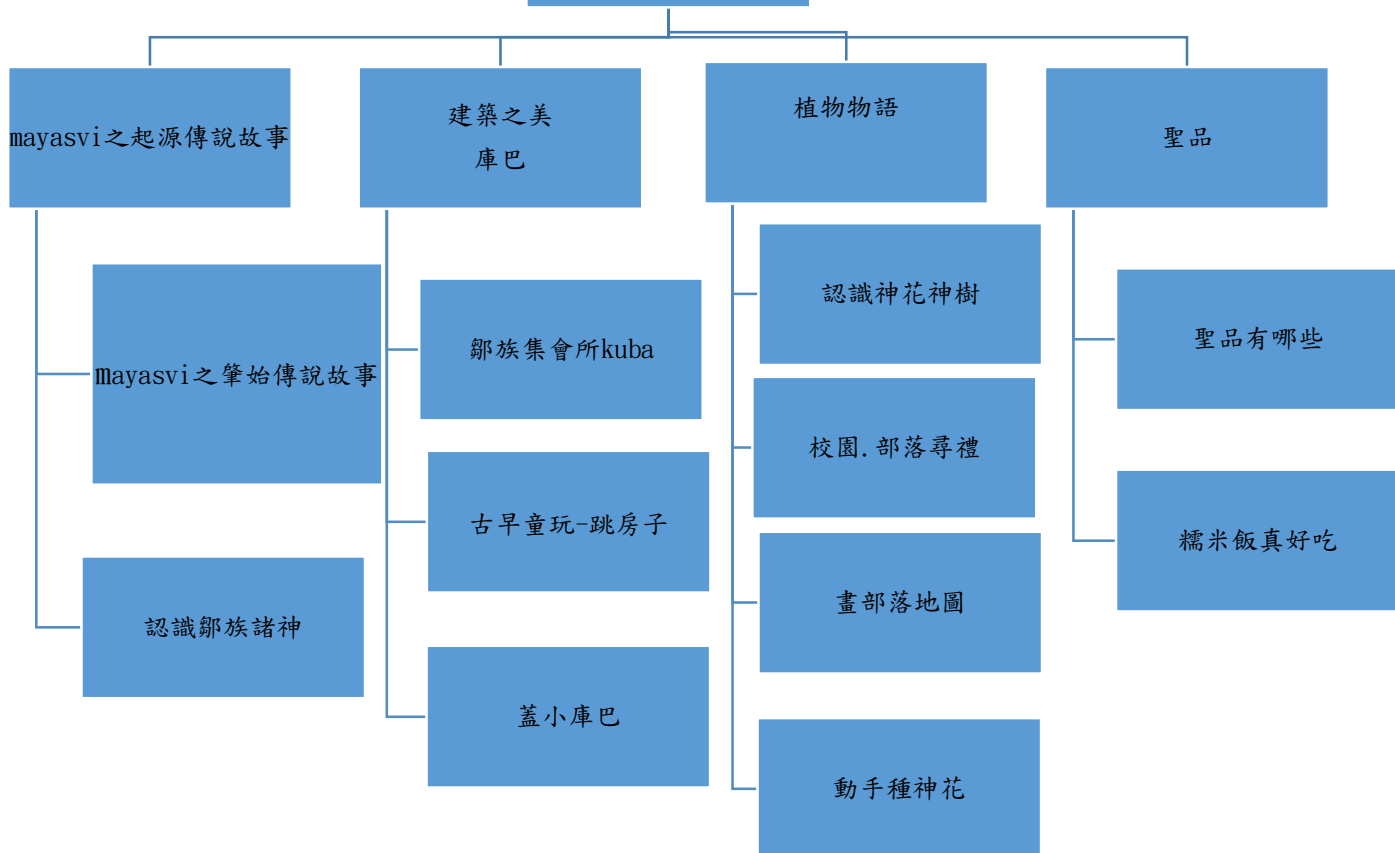 mayasvi之起源傳說故事
建築之美
庫巴
植物物語
聖品
mayasvi之肇始傳說故事
認識鄒族諸神
鄒族集會所kuba
古早童玩-跳房子
蓋小庫巴
認識神花神樹
校園.部落尋禮
畫部落地圖
動手種神花
聖品有哪些
糯米飯真好吃